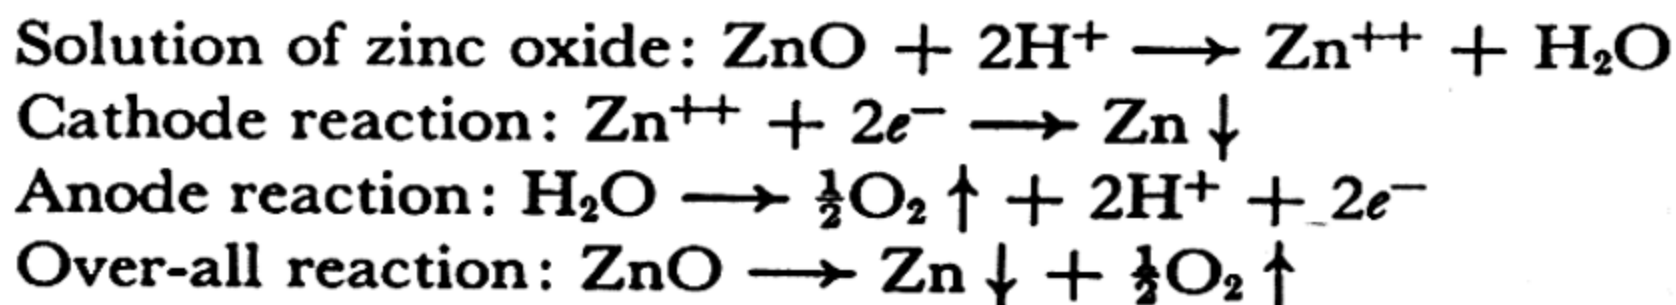 Solution of zinc oxide: ZnO + 2H⁺ ⟶ Zn⁺⁺ + H₂O
Cathode reaction: Zn⁺⁺ + 2e⁻ ⟶ Zn ↓
Anode reaction: H₂O ⟶ ½O₂ ↑ + 2H⁺ + 2e⁻
Over-all reaction: ZnO ⟶ Zn ↓ + ½O₂ ↑